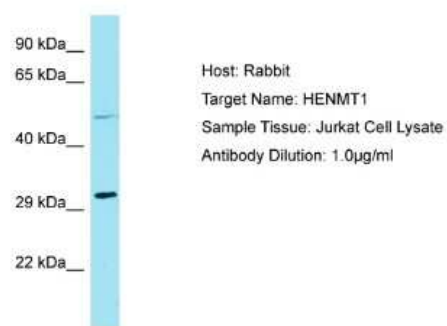 90 kDa
65 kDa
40 kDa
29 kDa
22 kDa
Host: Rabbit
Target Name: HENMT1
Sample Tissue: Jurkat Cell Lysate
Antibody Dilution: 1.0µg/ml